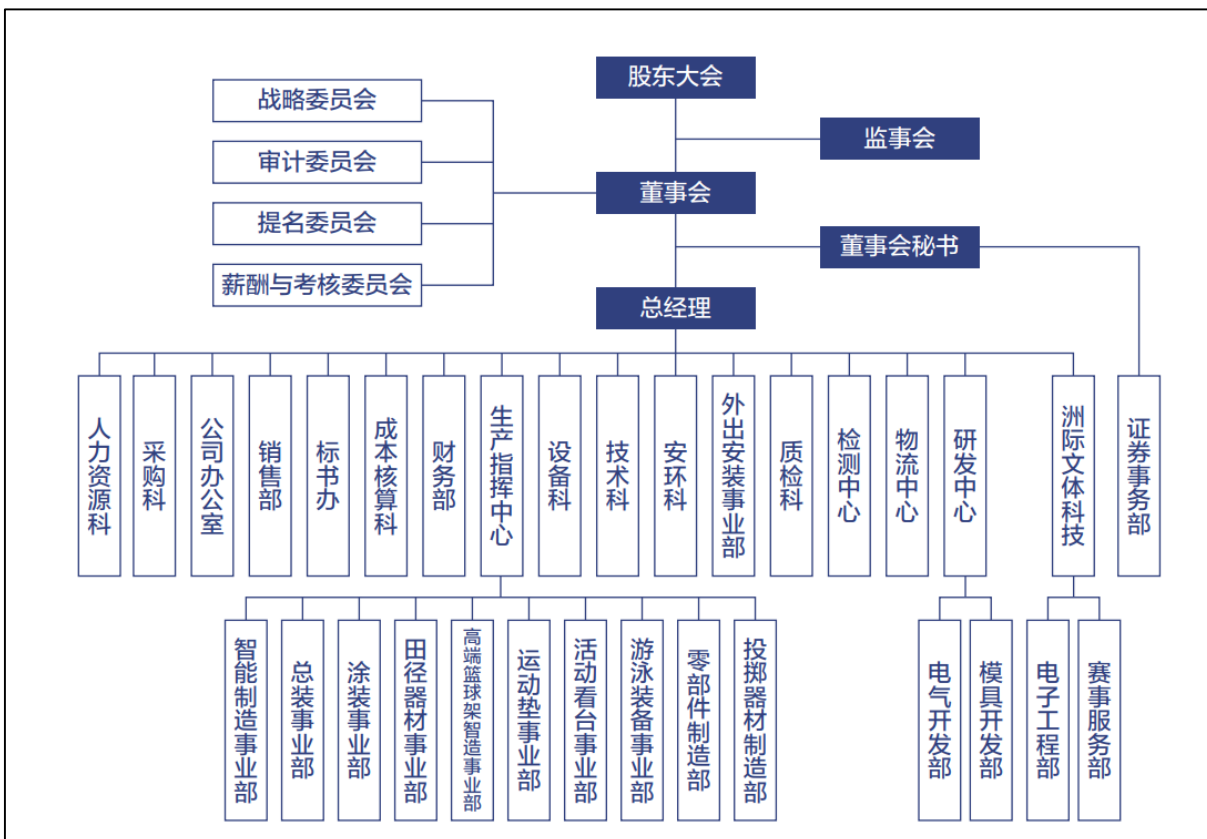 股东大会
战略委员会
监事会
审计委员会
董事会
提名委员会
董事会秘书
薪酬与考核委员会
总经理
人力资源科
采购科
公司办公室
销售部
标书办
成本核算科
财务部
生产指挥中心
设备科
技术科
安环科
外出安装事业部
质检科
检测中心
物流中心
研发中心
洲际文体科技
证券事务部
智能制造事业部
总装事业部
涂装事业部
田径器材事业部
高端篮球架智造事业部
运动垫事业部
活动看台事业部
游泳装备事业部
零部件制造部
投掷器材制造部
电气开发部
模具开发部
电子工程部
赛事服务部